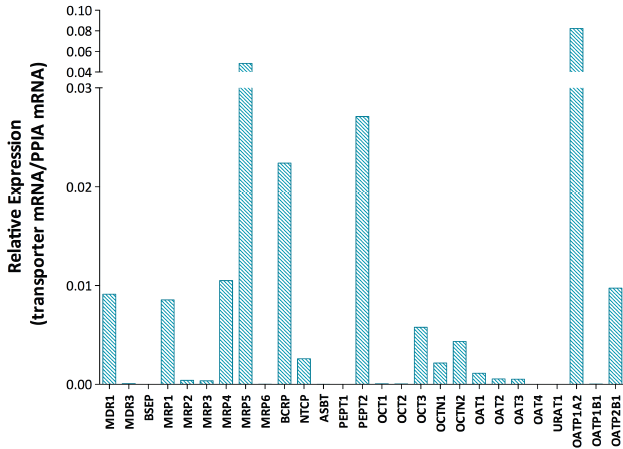 0.10
0.08
0.06
0.04
0.03
0.02
0.01
0.00
Relative Expression
(transporter mRNA/PPIA mRNA)
MDR1
MDR3
BSEP
MRP1
MRP2
MRP3
MRP4
MRP5
MRP6
BCRP
NTCP
ASBT
PEPT1
PEPT2
OCT1
OCT2
OCT3
OCTN1
OCTN2
OAT1
OAT2
OAT3
OAT4
URAT1
OATP1A2
OATP1B1
OATP2B1